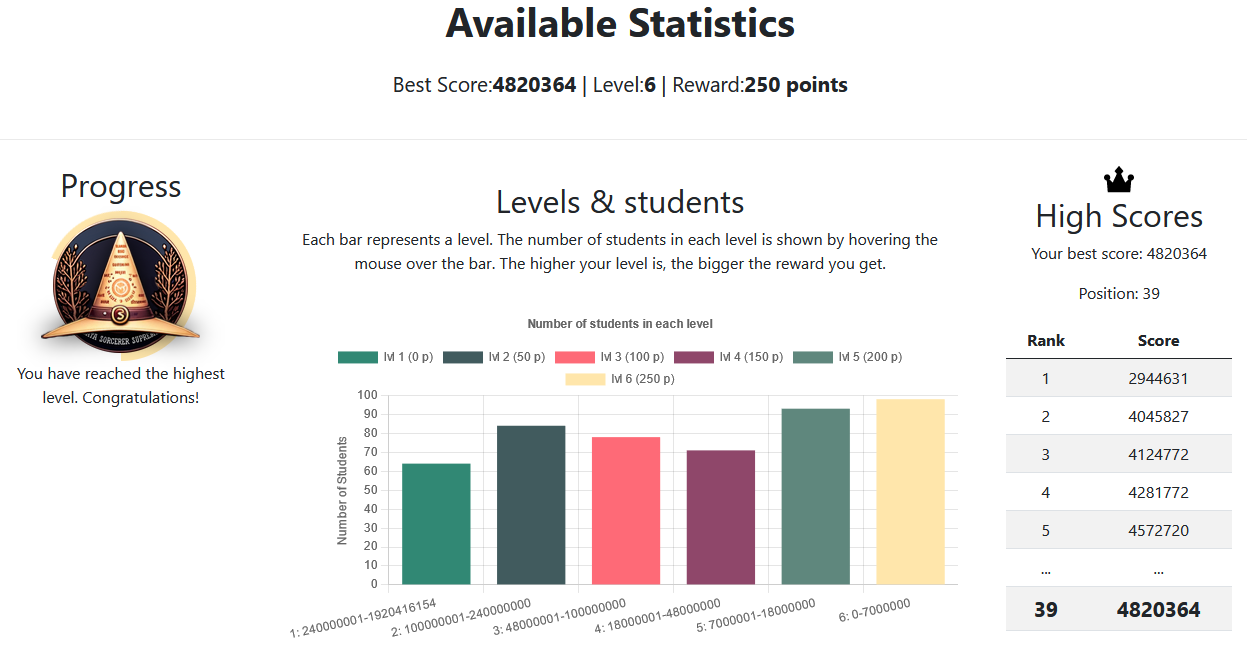 Available Statistics
Best Score:4820364 | Level:6 | Reward:250 points
Progress
You have reached the highest
level. Congratulations!
Levels & students
Each bar represents a level. The number of students in each level is shown by hovering the
mouse over the bar. The higher your level is, the bigger the reward you get.
Number of students in each level
lvl 1 (0 p) lvl 2 (50 p) lvl 3 (100 p) lvl 4 (150 p) lvl 5 (200 p)
lvl 6 (250 p)
Number of Students
100
90
80
70
60
50
40
30
20
10
0
1: 240000001-1920416154
2: 100000001-240000000
3: 48000001-100000000
4: 18000001-48000000
5: 7000001-18000000
6: 0-7000000
High Scores
Your best score: 4820364
Position: 39
Rank Score
1 2944631
2 4045827
3 4124772
4 4281772
5 4572720
... ...
39 4820364